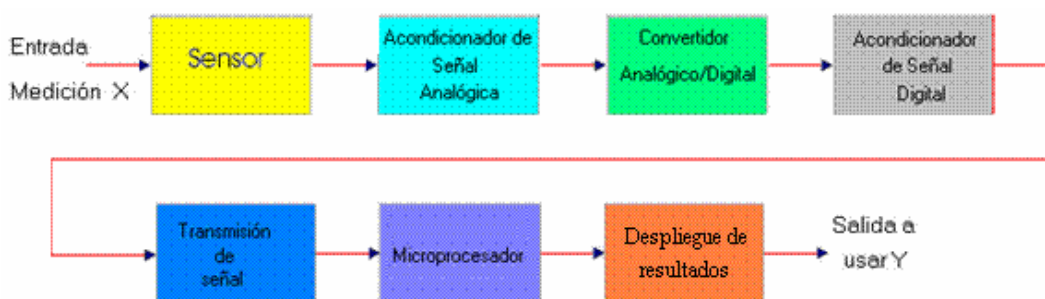 Entrada
Medición X
Sensor
Acondicionador de
Señal
Analógica
Convertidor
Analógico/Digital
Acondicionador
de Señal
Digital
Transmisión
de
señal
Microprocesador
Despliegue de
resultados
Salida a
usar Y